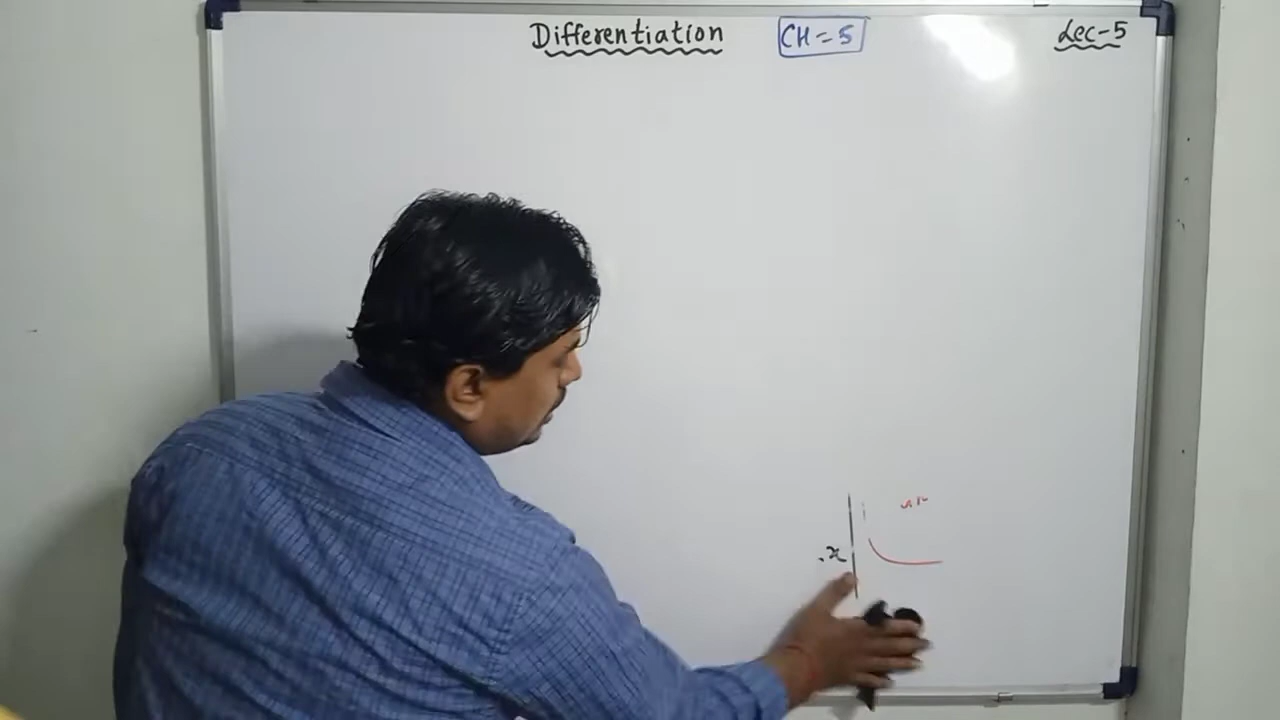 Differentiation CH = 5 Lec-5
x